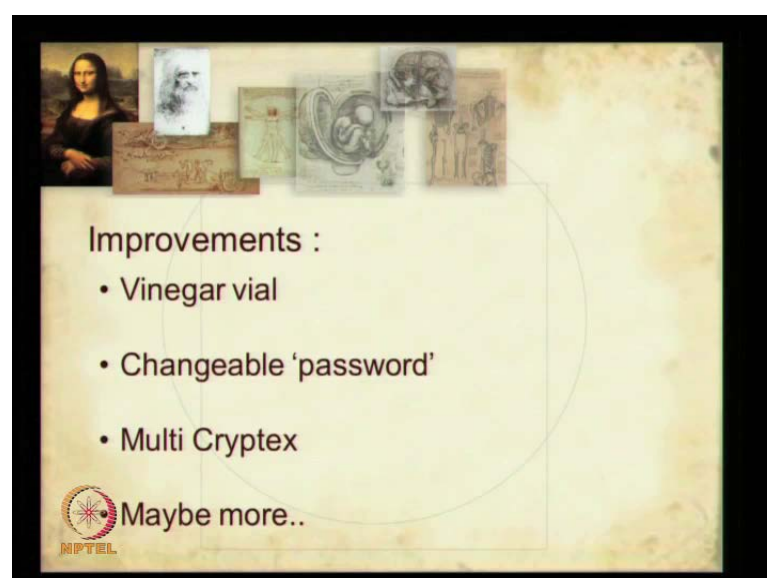 Improvements :
• Vinegar vial
• Changeable 'password'
• Multi Cryptex
• Maybe more..
NPTEL